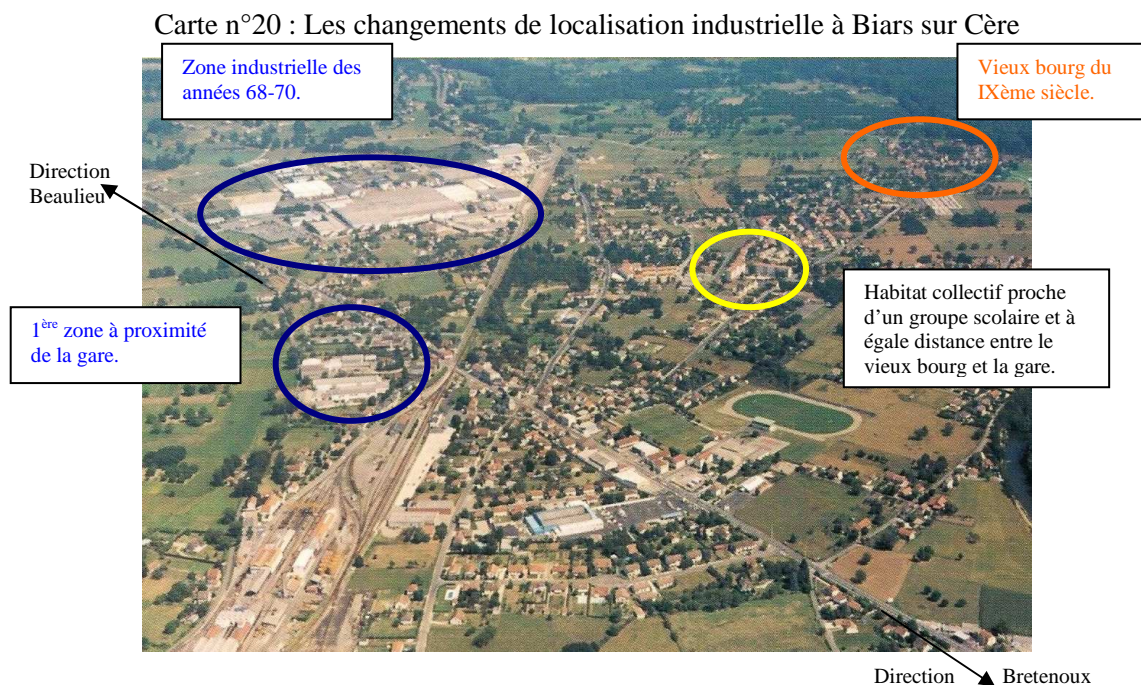 Carte n°20 : Les changements de localisation industrielle à Biars sur Cère
Zone industrielle des
années 68-70.
Vieux bourg du
IXème siècle.
Direction
Beaulieu
1ère zone à proximité
de la gare.
Habitat collectif proche
d'un groupe scolaire et à
égale distance entre le
vieux bourg et la gare.
Direction Bretenoux